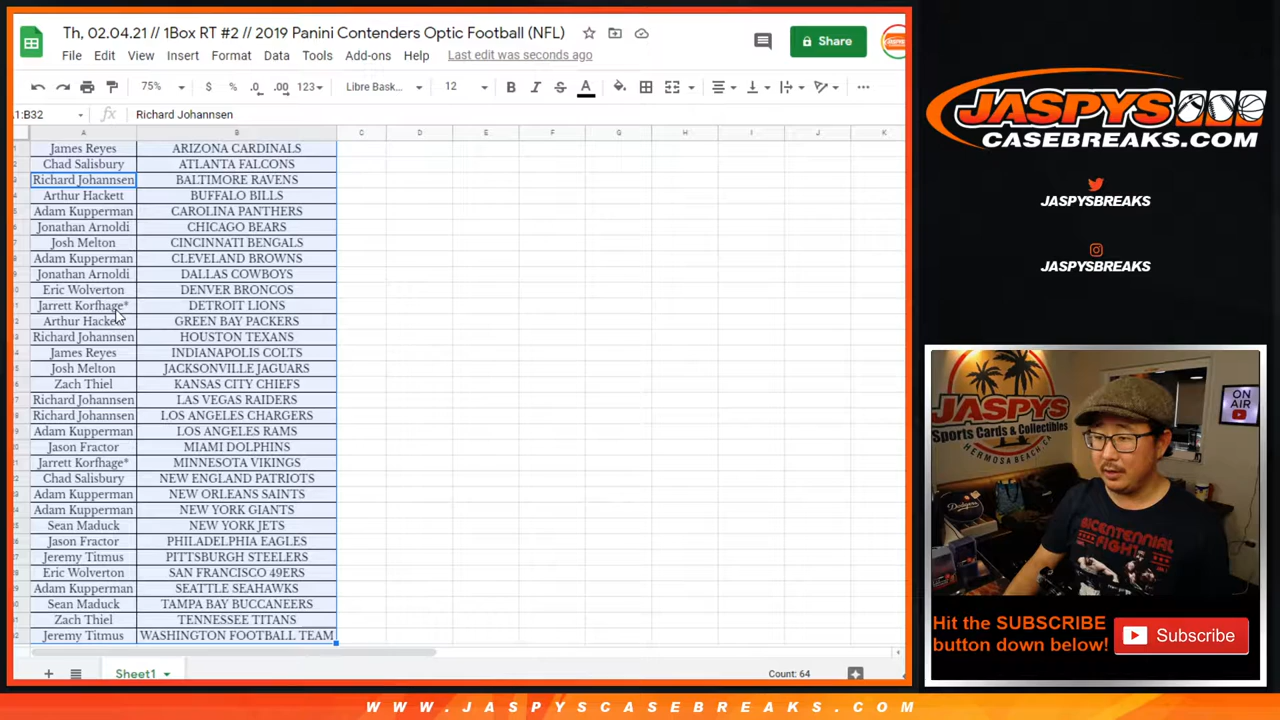 Th, 02.04.21 // 1Box RT #2 // 2019 Panini Contenders Optic Football (NFL)
File Edit View Insert Format Data Tools Add-ons Help Last edit was seconds ago
Share
75% $ % .0 .00 123 Libre Bask... 12 B I S A
1:B32 fx Richard Johannsen
A B C D E F G H I J K
James Reyes ARIZONA CARDINALS
Chad Salisbury ATLANTA FALCONS
Richard Johannsen BALTIMORE RAVENS
Arthur Hackett BUFFALO BILLS
Adam Kupperman CAROLINA PANTHERS
Jonathan Arnoldi CHICAGO BEARS
Josh Melton CINCINNATI BENGALS
Adam Kupperman CLEVELAND BROWNS
Jonathan Arnoldi DALLAS COWBOYS
Eric Wolverton DENVER BRONCOS
Jarrett Korfhage* DETROIT LIONS
Arthur Hackett GREEN BAY PACKERS
Richard Johannsen HOUSTON TEXANS
James Reyes INDIANAPOLIS COLTS
Josh Melton JACKSONVILLE JAGUARS
Zach Thiel KANSAS CITY CHIEFS
Richard Johannsen LAS VEGAS RAIDERS
Richard Johannsen LOS ANGELES CHARGERS
Adam Kupperman LOS ANGELES RAMS
Jason Fractor MIAMI DOLPHINS
Jarrett Korfhage* MINNESOTA VIKINGS
Chad Salisbury NEW ENGLAND PATRIOTS
Adam Kupperman NEW ORLEANS SAINTS
Adam Kupperman NEW YORK GIANTS
Sean Maduck NEW YORK JETS
Jason Fractor PHILADELPHIA EAGLES
Jeremy Titmus PITTSBURGH STEELERS
Eric Wolverton SAN FRANCISCO 49ERS
Adam Kupperman SEATTLE SEAHAWKS
Sean Maduck TAMPA BAY BUCCANEERS
Zach Thiel TENNESSEE TITANS
Jeremy Titmus WASHINGTON FOOTBALL TEAM
Sheet1 Count: 64
JASPYS
CASEBREAKS.COM
JASPYSBREAKS
JASPYSBREAKS
JASPYS
Sports Cards & Collectibles
HERMOSA BEACH, CA
ON AIR
Dodgers
BICENTENNIAL
FIGHT
Hit the SUBSCRIBE
button down below!
Subscribe
WWW.JASPYSCASEBREAKS.COM